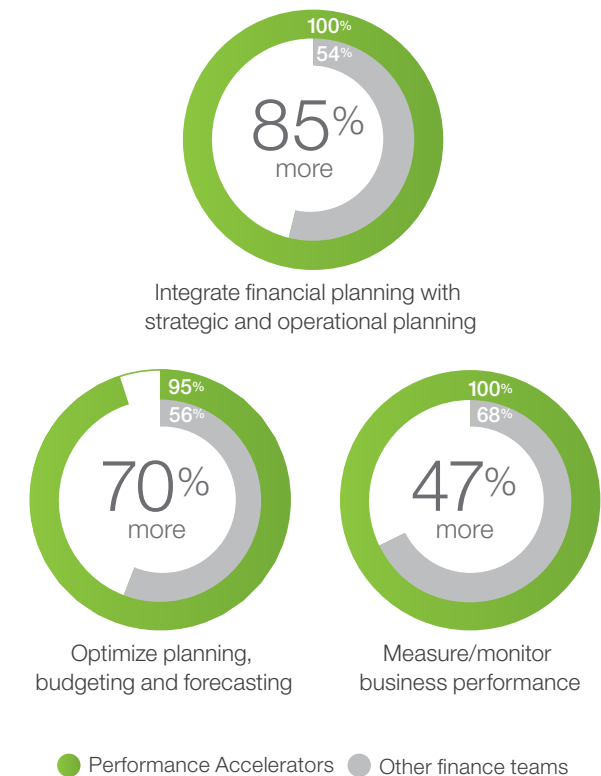 100%
54%
85%
more
Integrate financial planning with
strategic and operational planning
95%
56%
70%
more
Optimize planning,
budgeting and forecasting
100%
68%
47%
more
Measure/monitor
business performance
Performance Accelerators
Other finance teams